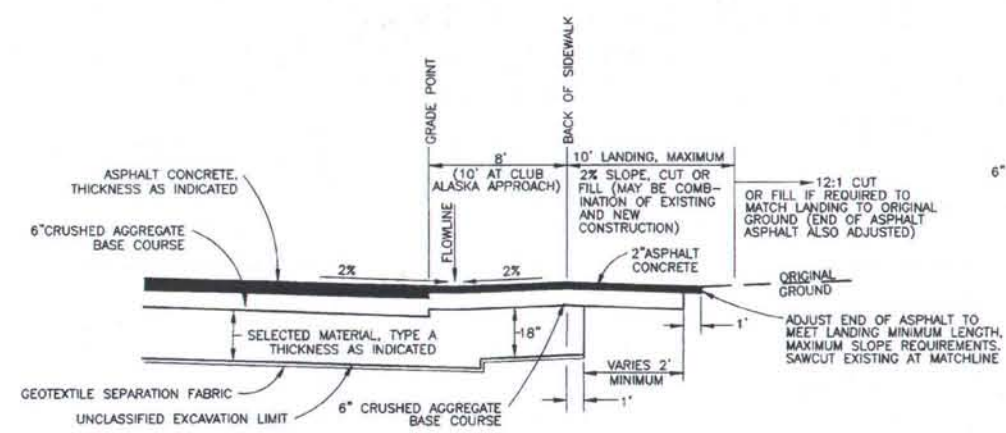 GRADE POINT
BACK OF SIDEWALK
8'
(10' AT CLUB
ALASKA APPROACH)
10' LANDING, MAXIMUM
2% SLOPE, CUT OR
FILL (MAY BE COMB-
INATION OF EXISTING
AND NEW
CONSTRUCTION)
6"
12:1 CUT
OR FILL IF REQUIRED TO
MATCH LANDING TO ORIGINAL
GROUND (END OF ASPHALT
ASPHALT ALSO ADJUSTED)
ASPHALT CONCRETE,
THICKNESS AS INDICATED
6"CRUSHED AGGREGATE
BASE COURSE
FLOWLINE
2%
2%
2"ASPHALT
CONCRETE
ORIGINAL
GROUND
SELECTED MATERIAL, TYPE A
THICKNESS AS INDICATED
18"
1'
ADJUST END OF ASPHALT TO
MEET LANDING MINIMUM LENGTH,
MAXIMUM SLOPE REQUIREMENTS.
SAWCUT EXISTING AT MATCHLINE
VARIES 2'
MINIMUM
GEOTEXTILE SEPARATION FABRIC
UNCLASSIFIED EXCAVATION LIMIT
6" CRUSHED AGGREGATE
BASE COURSE
1'